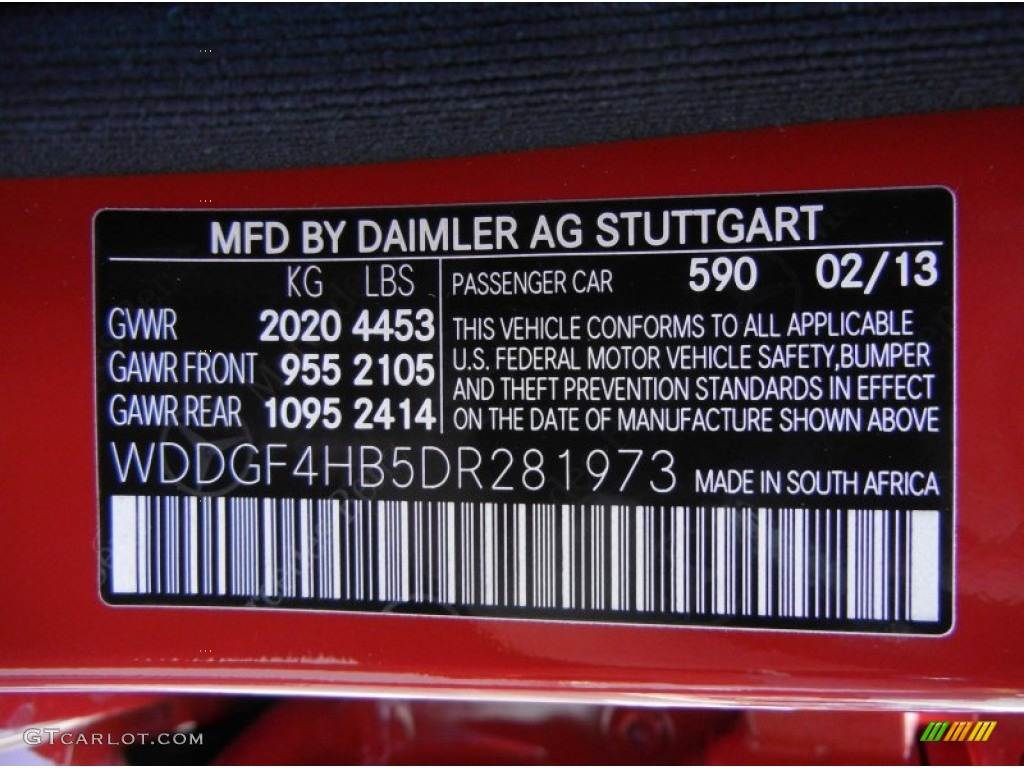 MFD BY DAIMLER AG STUTTGART
KG LBS
GVWR 2020 4453
GAWR FRONT 955 2105
GAWR REAR 1095 2414
PASSENGER CAR 590 02/13
THIS VEHICLE CONFORMS TO ALL APPLICABLE
U.S. FEDERAL MOTOR VEHICLE SAFETY,BUMPER
AND THEFT PREVENTION STANDARDS IN EFFECT
ON THE DATE OF MANUFACTURE SHOWN ABOVE
WDDGF4HB5DR281973 MADE IN SOUTH AFRICA
GTCARLOT.COM